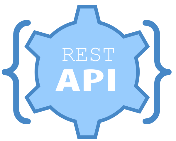 { REST
API }